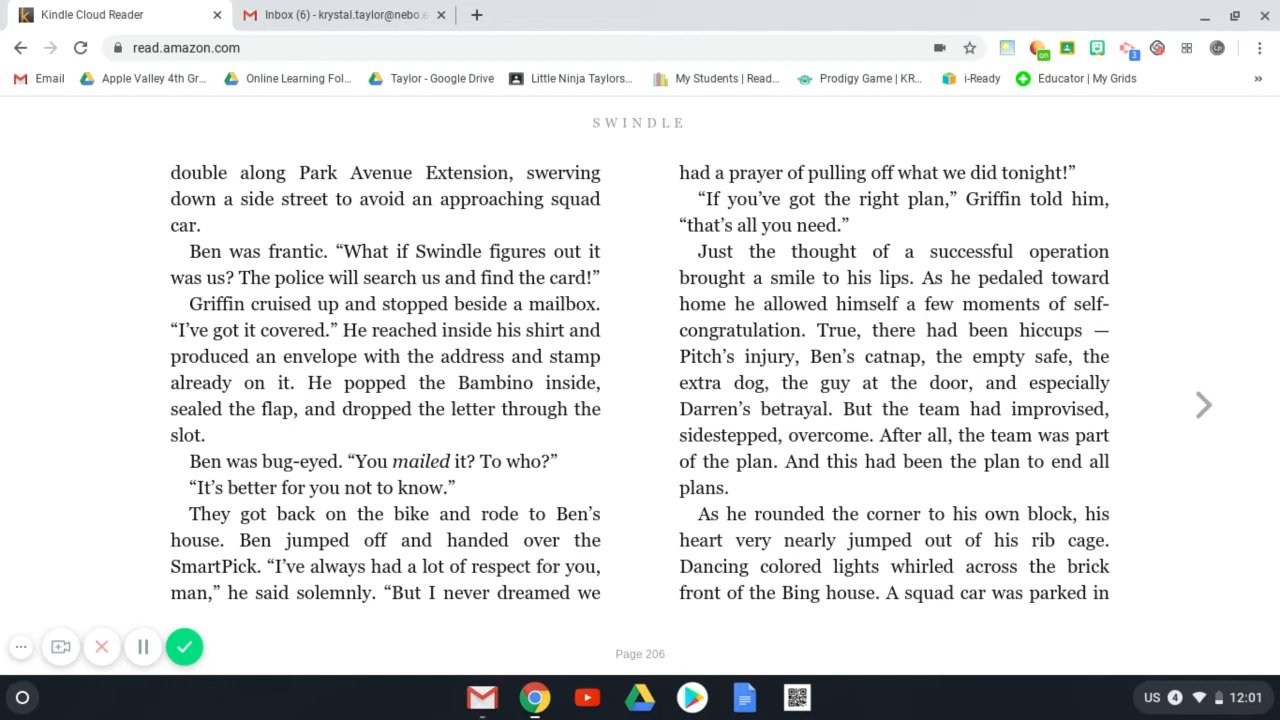 Kindle Cloud Reader
Inbox (6) - krystal.taylor@nebo.e
read.amazon.com
on
3
LP
Email
Apple Valley 4th Gr...
Online Learning Fol...
Taylor - Google Drive
Little Ninja Taylors...
My Students | Read...
Prodigy Game | KR...
i-Ready
Educator | My Grids
»
SWINDLE
double along Park Avenue Extension, swerving
down a side street to avoid an approaching squad
car.
Ben was frantic. “What if Swindle figures out it
was us? The police will search us and find the card!”
Griffin cruised up and stopped beside a mailbox.
“I’ve got it covered.” He reached inside his shirt and
produced an envelope with the address and stamp
already on it. He popped the Bambino inside,
sealed the flap, and dropped the letter through the
slot.
Ben was bug-eyed. “You mailed it? To who?”
“It’s better for you not to know.”
They got back on the bike and rode to Ben’s
house. Ben jumped off and handed over the
SmartPick. “I’ve always had a lot of respect for you,
man,” he said solemnly. “But I never dreamed we
had a prayer of pulling off what we did tonight!”
“If you’ve got the right plan,” Griffin told him,
“that’s all you need.”
Just the thought of a successful operation
brought a smile to his lips. As he pedaled toward
home he allowed himself a few moments of self-
congratulation. True, there had been hiccups —
Pitch’s injury, Ben’s catnap, the empty safe, the
extra dog, the guy at the door, and especially
Darren’s betrayal. But the team had improvised,
sidestepped, overcome. After all, the team was part
of the plan. And this had been the plan to end all
plans.
As he rounded the corner to his own block, his
heart very nearly jumped out of his rib cage.
Dancing colored lights whirled across the brick
front of the Bing house. A squad car was parked in
Page 206
US 4 12:01